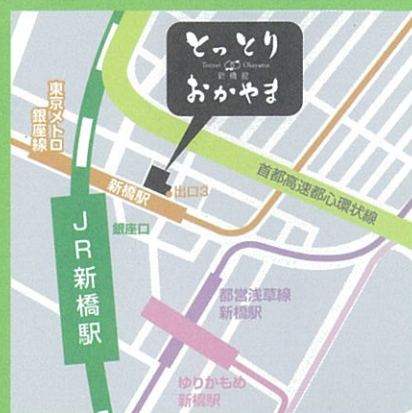 とっとり
Tottori Okayama
新橋館
おかやま
東京メトロ
銀座線
新橋駅
出口3
首都高速都心環状線
JR新橋駅
銀座口
都営浅草線
新橋駅
ゆりかもめ
新橋駅